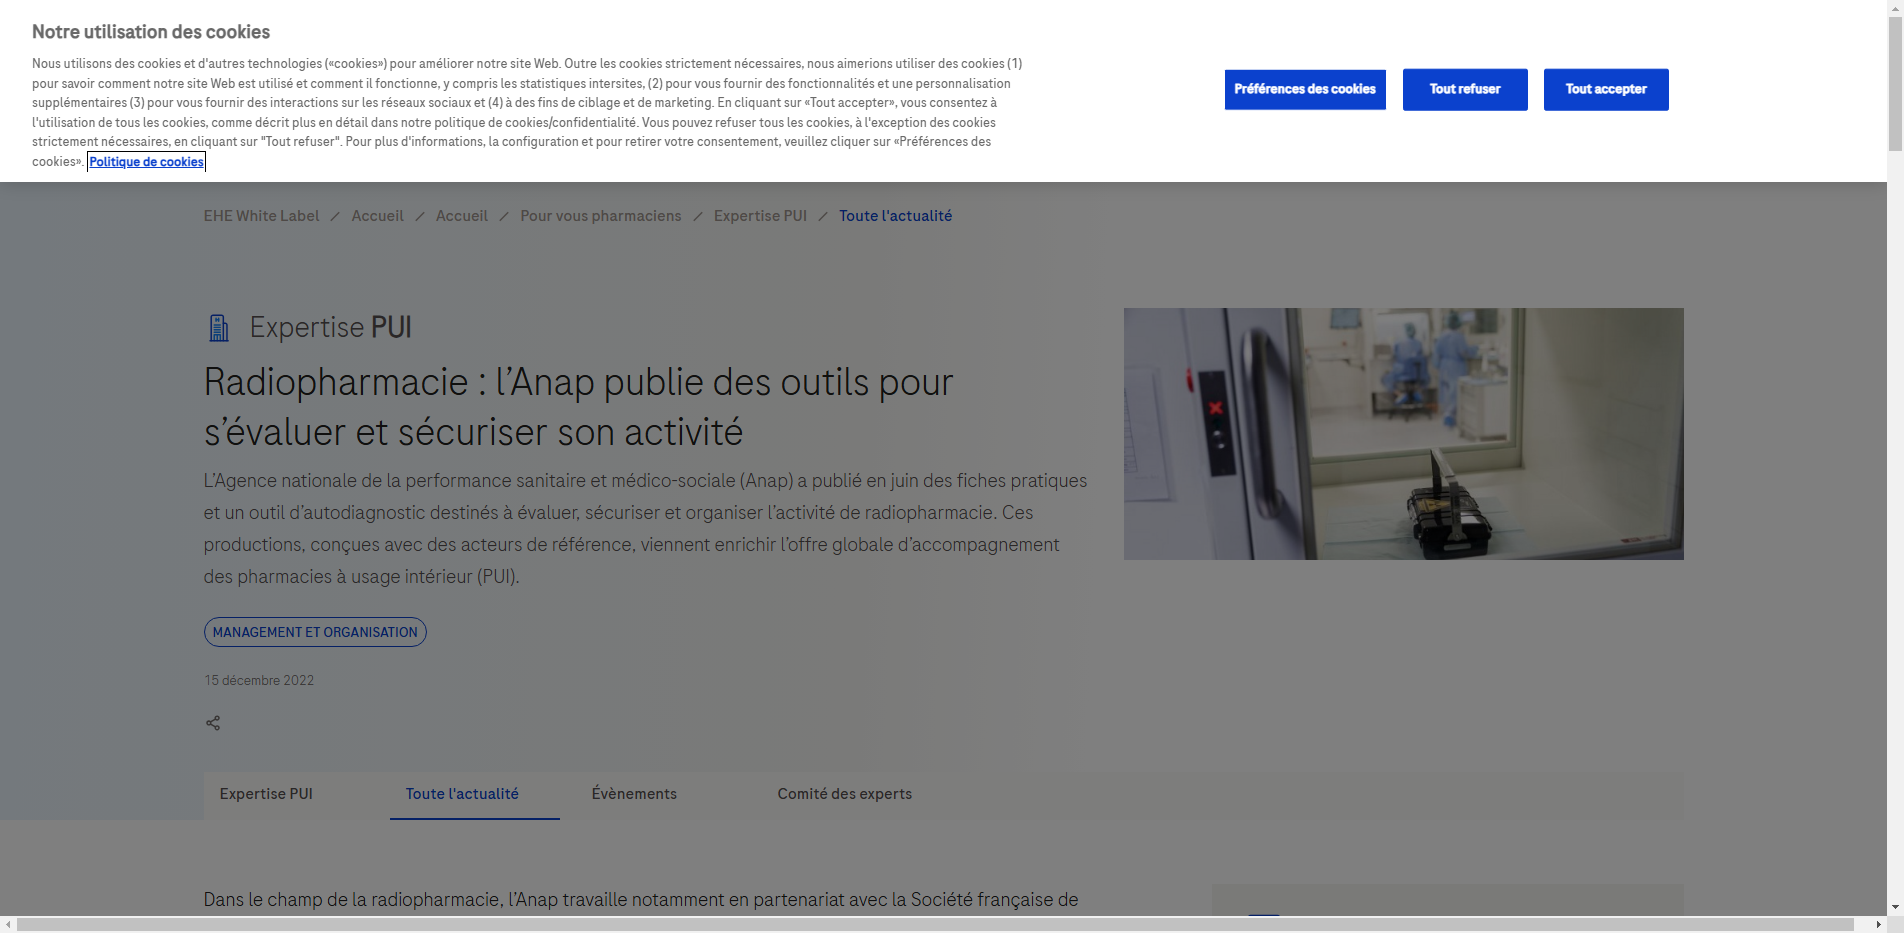 Notre utilisation des cookies
Nous utilisons des cookies et d'autres technologies («cookies») pour améliorer notre site Web. Outre les cookies strictement nécessaires, nous aimerions utiliser des cookies (1)
pour savoir comment notre site Web est utilisé et comment il fonctionne, y compris les statistiques intersites, (2) pour vous fournir des fonctionnalités et une personnalisation
supplémentaires (3) pour vous fournir des interactions sur les réseaux sociaux et (4) à des fins de ciblage et de marketing. En cliquant sur «Tout accepter», vous consentez à
l'utilisation de tous les cookies, comme décrit plus en détail dans notre politique de cookies/confidentialité. Vous pouvez refuser tous les cookies, à l'exception des cookies
strictement nécessaires, en cliquant sur "Tout refuser". Pour plus d'informations, la configuration et pour retirer votre consentement, veuillez cliquer sur «Préférences des
cookies». Politique de cookies
Préférences des cookies
Tout refuser
Tout accepter
EHE White Label / Accueil / Accueil / Pour vous pharmaciens / Expertise PUI / Toute l'actualité
Expertise PUI
Radiopharmacie : l’Anap publie des outils pour
s’évaluer et sécuriser son activité
L’Agence nationale de la performance sanitaire et médico-sociale (Anap) a publié en juin des fiches pratiques
et un outil d’autodiagnostic destinés à évaluer, sécuriser et organiser l’activité de radiopharmacie. Ces
productions, conçues avec des acteurs de référence, viennent enrichir l’offre globale d’accompagnement
des pharmacies à usage intérieur (PUI).
MANAGEMENT ET ORGANISATION
15 décembre 2022
Expertise PUI
Toute l'actualité
Évènements
Comité des experts
Dans le champ de la radiopharmacie, l’Anap travaille notamment en partenariat avec la Société française de